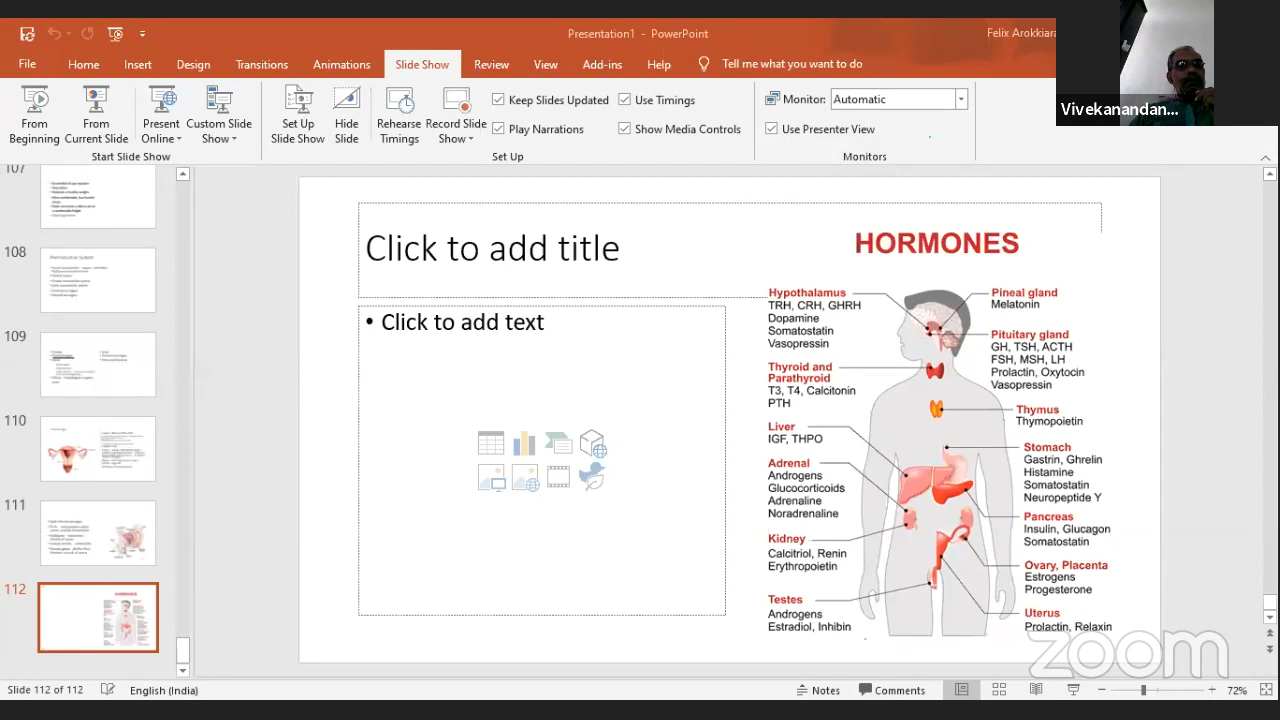 Presentation1 - PowerPoint
Felix Arokkiara
File Home Insert Design Transitions Animations Slide Show Review View Add-ins Help Tell me what you want to do
Vivekanandan...
From Beginning
From Current Slide
Present Online
Custom Slide Show
Start Slide Show
Set Up Slide Show
Hide Slide
Rehearse Timings
Record Slide Show
Keep Slides Updated
Play Narrations
Use Timings
Show Media Controls
Set Up
Monitor: Automatic
Use Presenter View
Monitors
107
108
109
110
111
112
Click to add title
• Click to add text
HORMONES
Hypothalamus
TRH, CRH, GHRH
Dopamine
Somatostatin
Vasopressin
Thyroid and
Parathyroid
T3, T4, Calcitonin
PTH
Liver
IGF, THPO
Adrenal
Androgens
Glucocorticoids
Adrenaline
Noradrenaline
Kidney
Calcitriol, Renin
Erythropoietin
Testes
Androgens
Estradiol, Inhibin
Pineal gland
Melatonin
Pituitary gland
GH, TSH, ACTH
FSH, MSH, LH
Prolactin, Oxytocin
Vasopressin
Thymus
Thymopoietin
Stomach
Gastrin, Ghrelin
Histamine
Somatostatin
Neuropeptide Y
Pancreas
Insulin, Glucagon
Somatostatin
Ovary, Placenta
Estrogens
Progesterone
Uterus
Prolactin, Relaxin
zoom
Slide 112 of 112 English (India) Notes Comments 72%